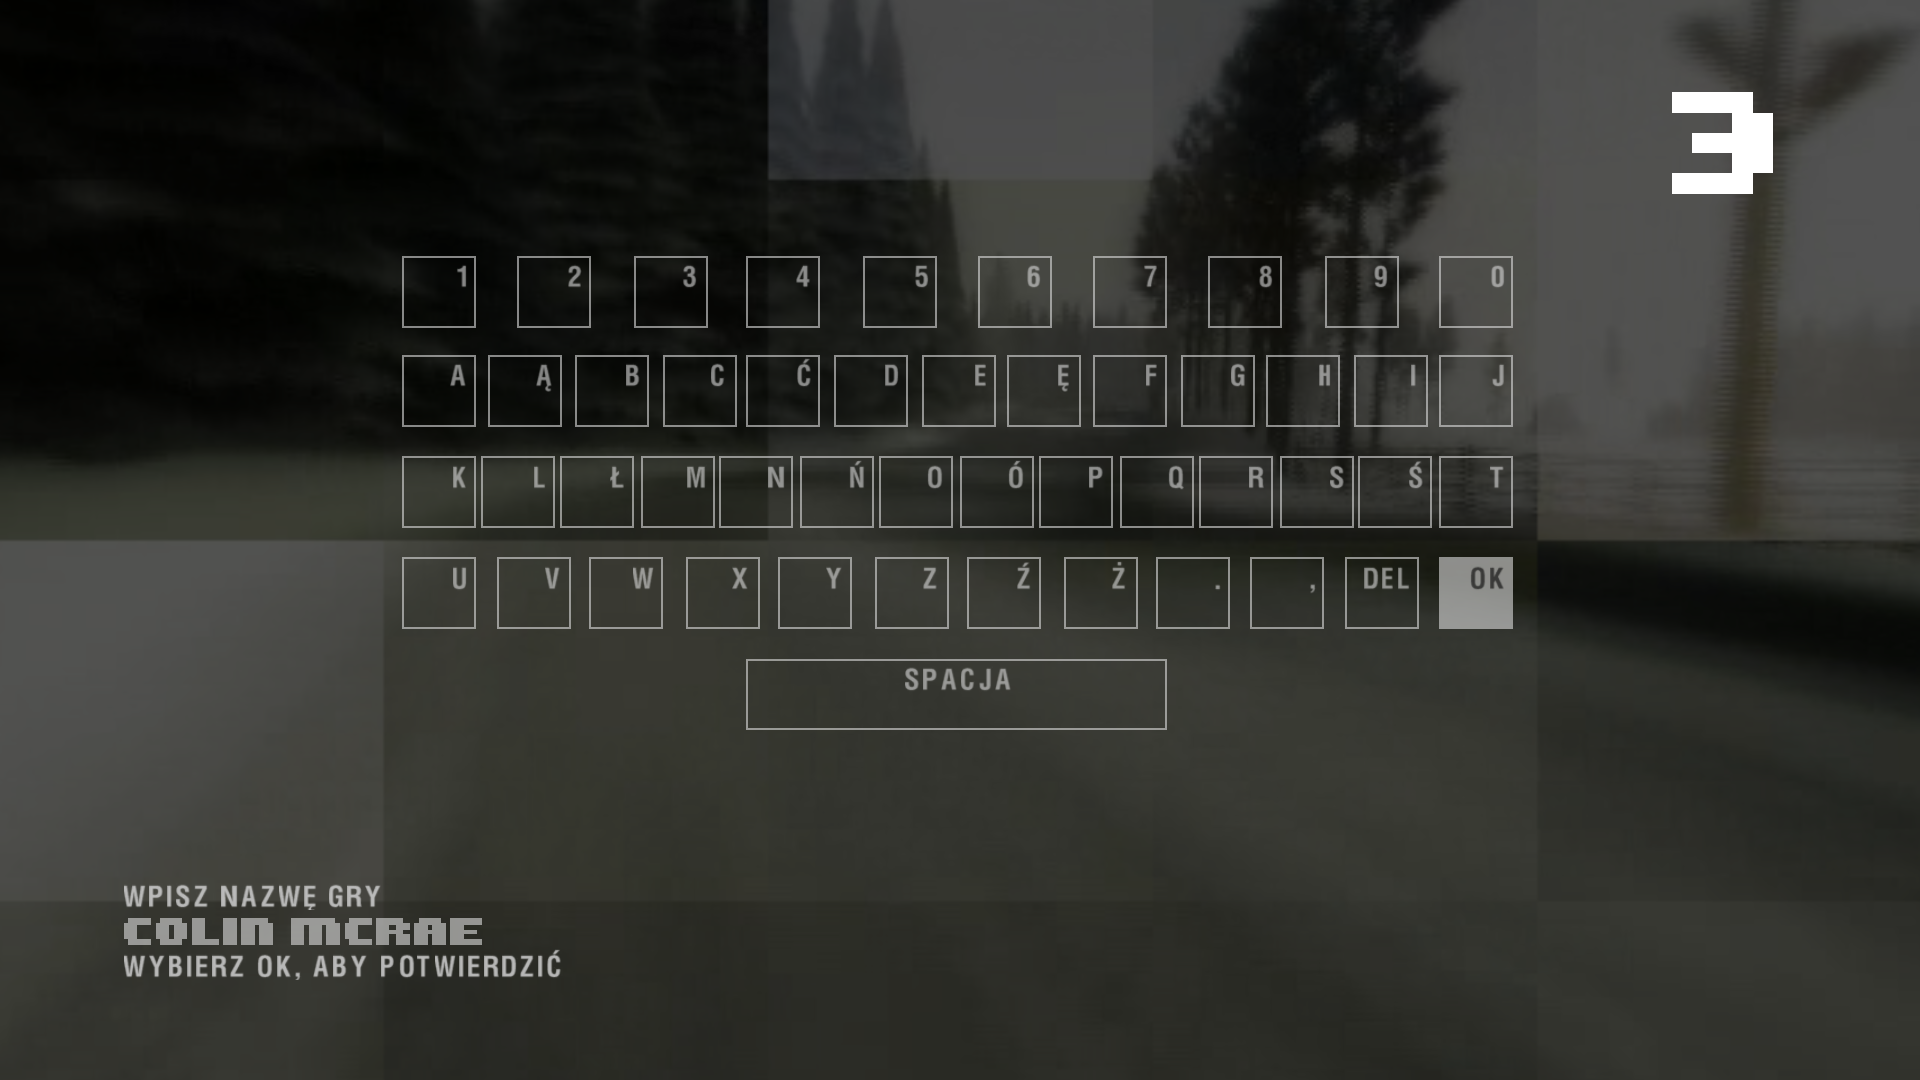 3
1 2 3 4 5 6 7 8 9 0
A Ą B C Ć D E Ę F G H I J
K L Ł M N Ń O Ó P Q R S Ś T
U V W X Y Z Ź Ż . , DEL OK
SPACJA
WPISZ NAZWĘ GRY
COLIN MCRAE
WYBIERZ OK, ABY POTWIERDZIĆ